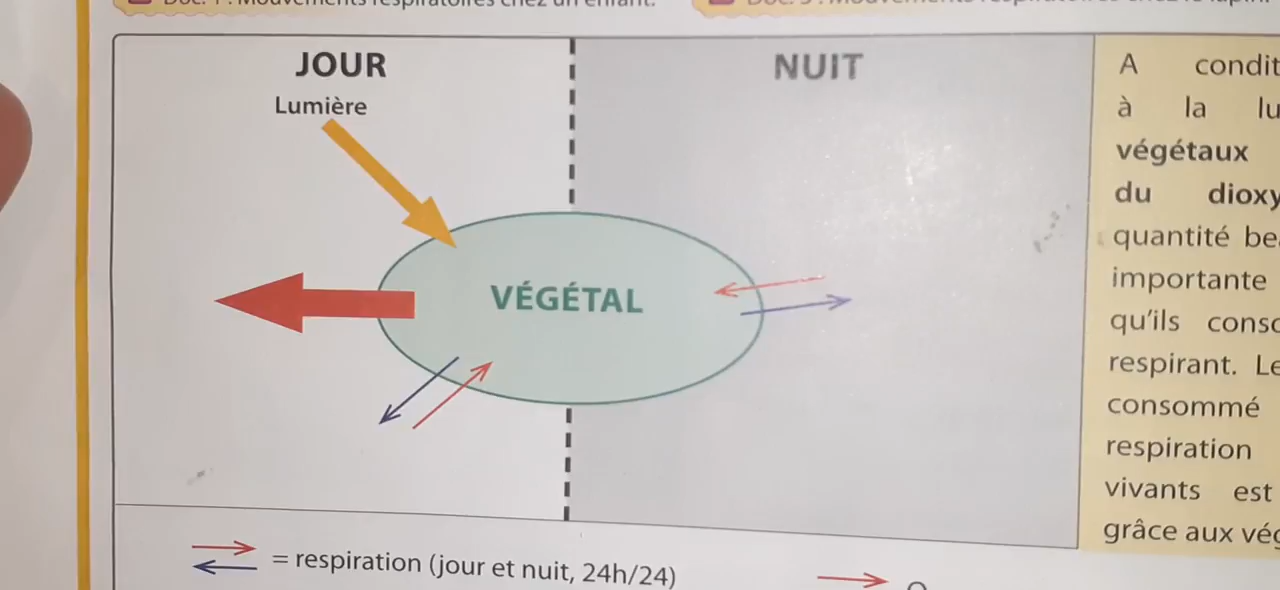 JOUR
NUIT
Lumière
VÉGÉTAL
= respiration (jour et nuit, 24h/24)
A condit
à la lu
végétaux
du dioxy
quantité be
importante
qu'ils conso
respirant. Le
consommé
respiration
vivants est
grâce aux vég